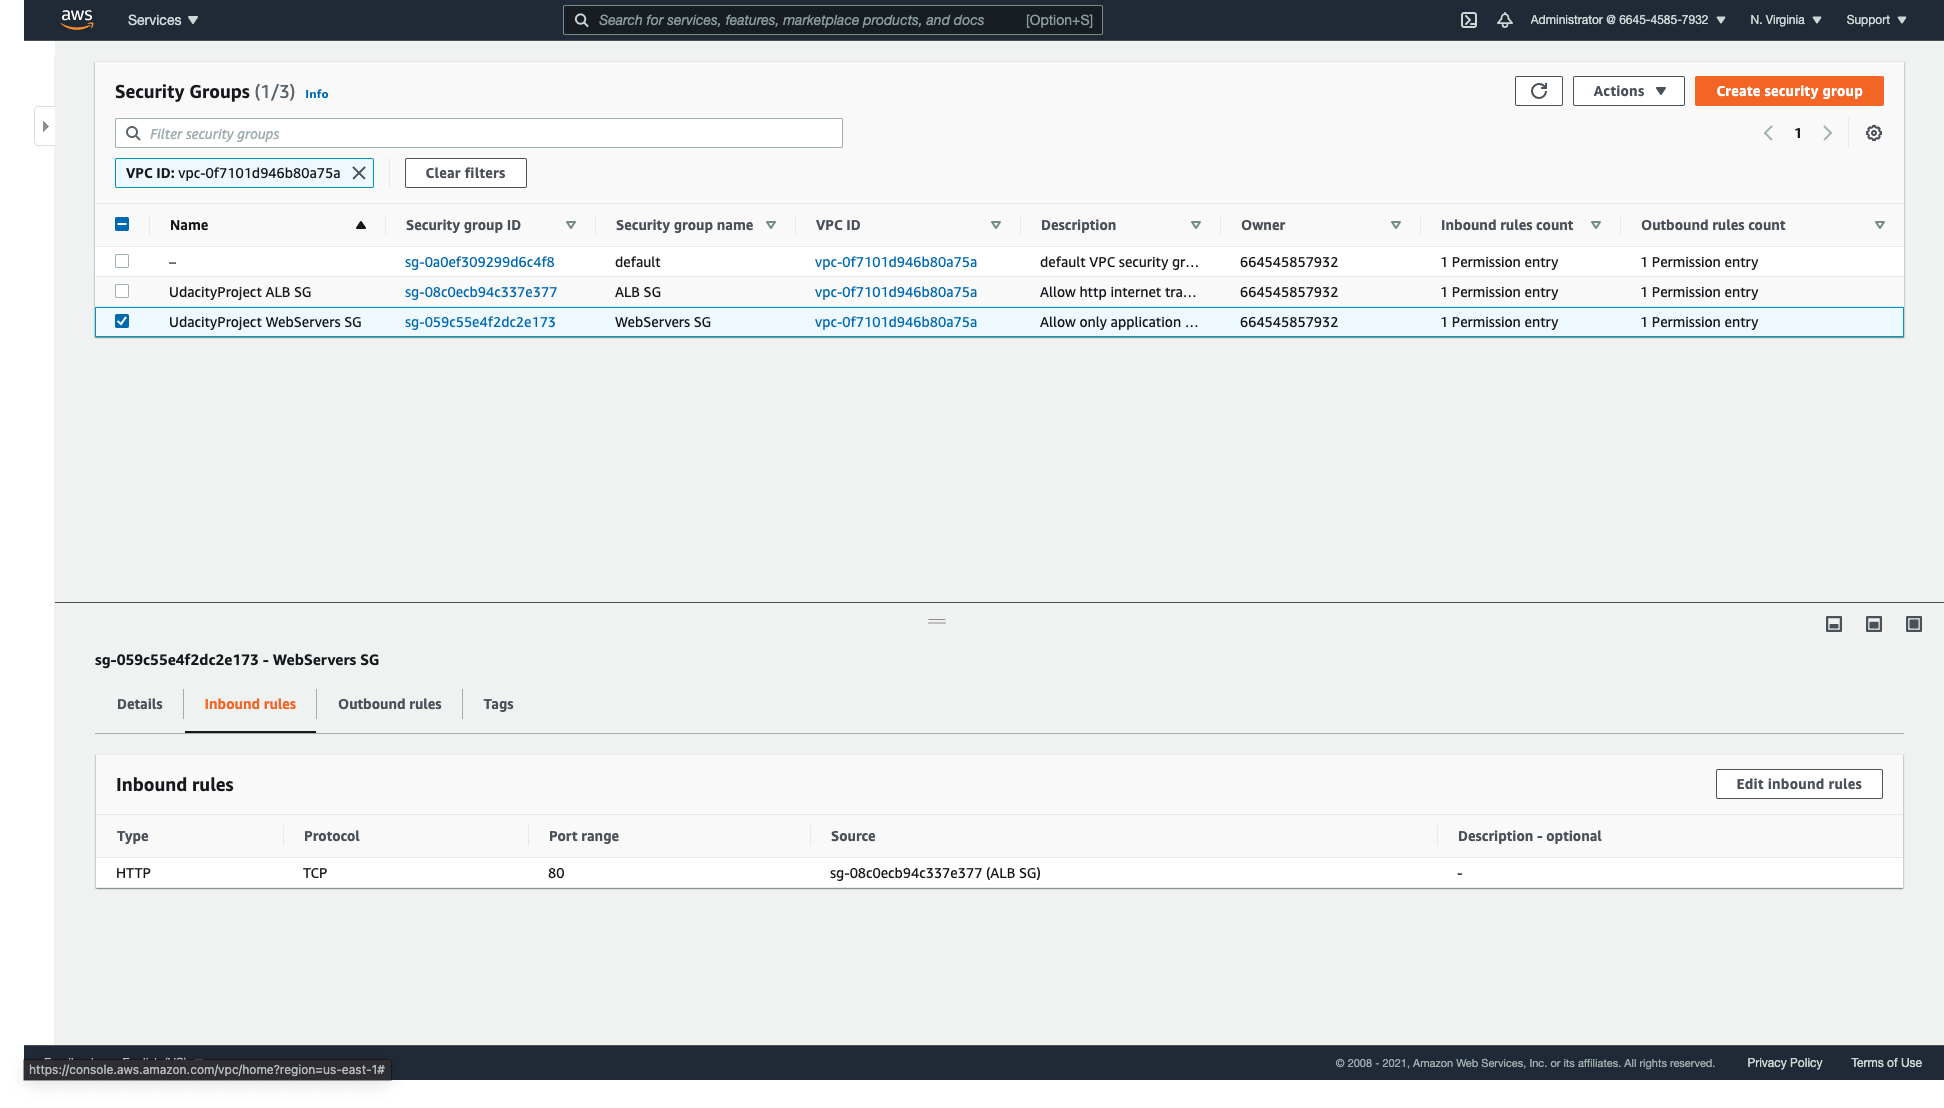 aws Services Search for services, features, marketplace products, and docs [Option+S] Administrator @ 6645-4585-7932 N. Virginia Support
Security Groups (1/3) Info Actions Create security group
Filter security groups 1
VPC ID: vpc-0f7101d946b80a75a Clear filters
Name Security group ID Security group name VPC ID Description Owner Inbound rules count Outbound rules count
– sg-0a0ef309299d6c4f8 default vpc-0f7101d946b80a75a default VPC security gr... 664545857932 1 Permission entry 1 Permission entry
UdacityProject ALB SG sg-08c0ecb94c337e377 ALB SG vpc-0f7101d946b80a75a Allow http internet tra... 664545857932 1 Permission entry 1 Permission entry
UdacityProject WebServers SG sg-059c55e4f2dc2e173 WebServers SG vpc-0f7101d946b80a75a Allow only application ... 664545857932 1 Permission entry 1 Permission entry
sg-059c55e4f2dc2e173 - WebServers SG
Details Inbound rules Outbound rules Tags
Inbound rules Edit inbound rules
Type Protocol Port range Source Description - optional
HTTP TCP 80 sg-08c0ecb94c337e377 (ALB SG) -
© 2008 - 2021, Amazon Web Services, Inc. or its affiliates. All rights reserved. Privacy Policy Terms of Use
https://console.aws.amazon.com/vpc/home?region=us-east-1#